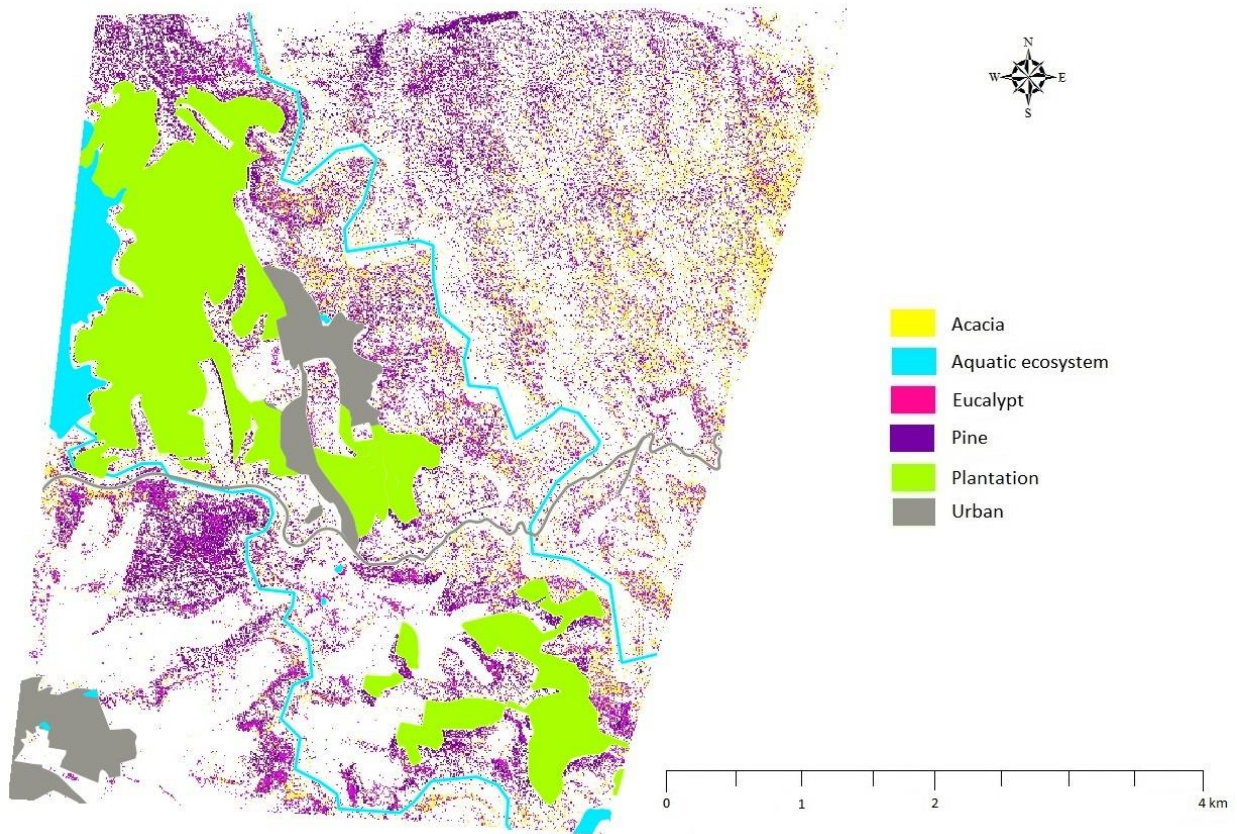 N
W E
S
Acacia
Aquatic ecosystem
Eucalypt
Pine
Plantation
Urban
0 1 2 4 km